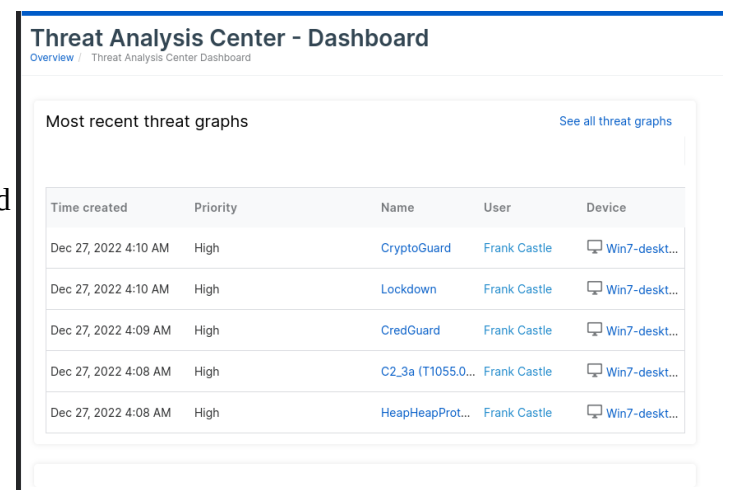 Threat Analysis Center - Dashboard
Overview / Threat Analysis Center Dashboard
Most recent threat graphs See all threat graphs
d
Time created Priority Name User Device
Dec 27, 2022 4:10 AM High CryptoGuard Frank Castle Win7-deskt...
Dec 27, 2022 4:10 AM High Lockdown Frank Castle Win7-deskt...
Dec 27, 2022 4:09 AM High CredGuard Frank Castle Win7-deskt...
Dec 27, 2022 4:08 AM High C2_3a (T1055.0... Frank Castle Win7-deskt...
Dec 27, 2022 4:08 AM High HeapHeapProt... Frank Castle Win7-deskt...